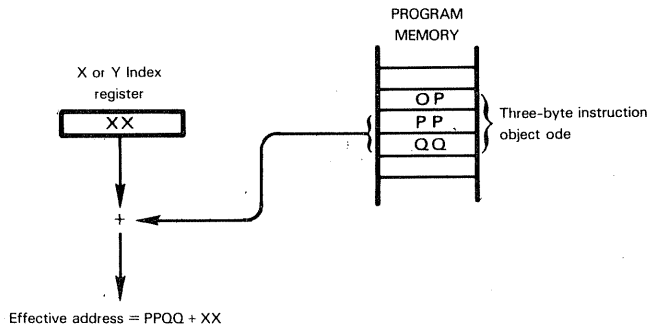 PROGRAM
MEMORY
X or Y Index
register
XX
OP
PP
QQ
Three-byte instruction
object ode
+
Effective address = PPQQ + XX